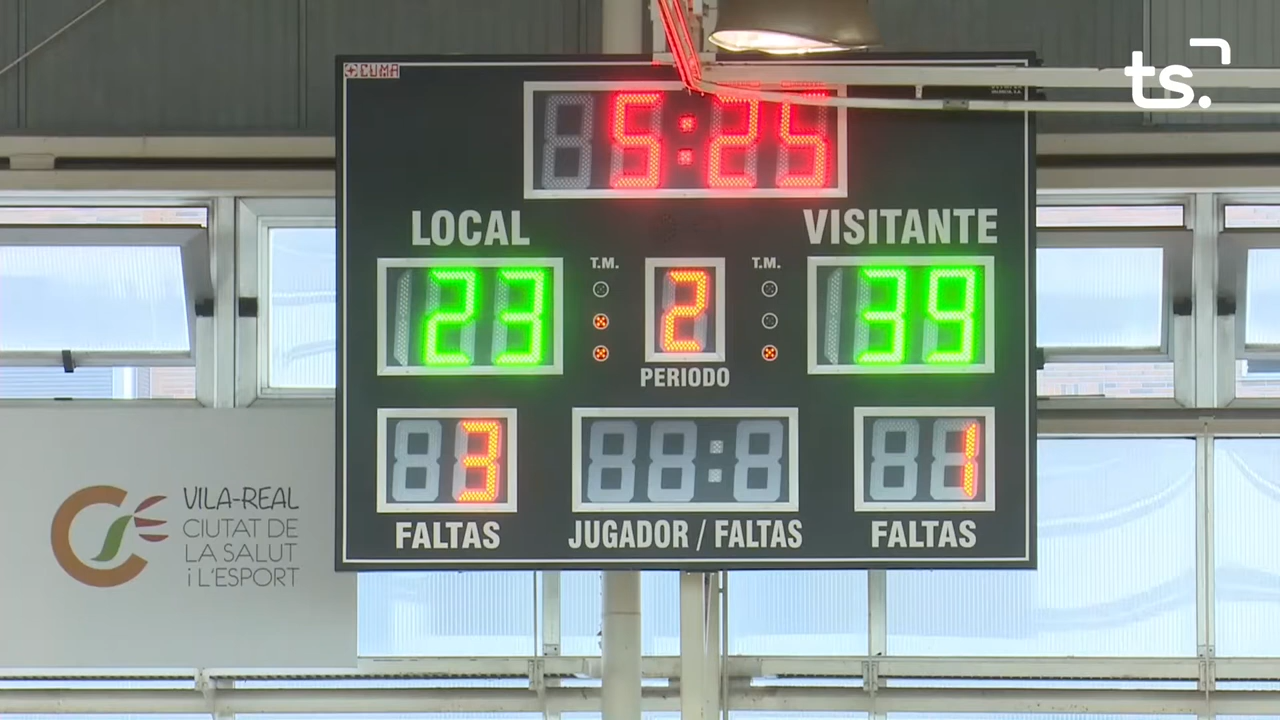 ts.
CUMA
5:25
LOCAL
VISITANTE
T.M.
T.M.
23
2
39
PERIODO
3
1
FALTAS
JUGADOR / FALTAS
FALTAS
VILA-REAL
CIUTAT DE
LA SALUT
i L'ESPORT